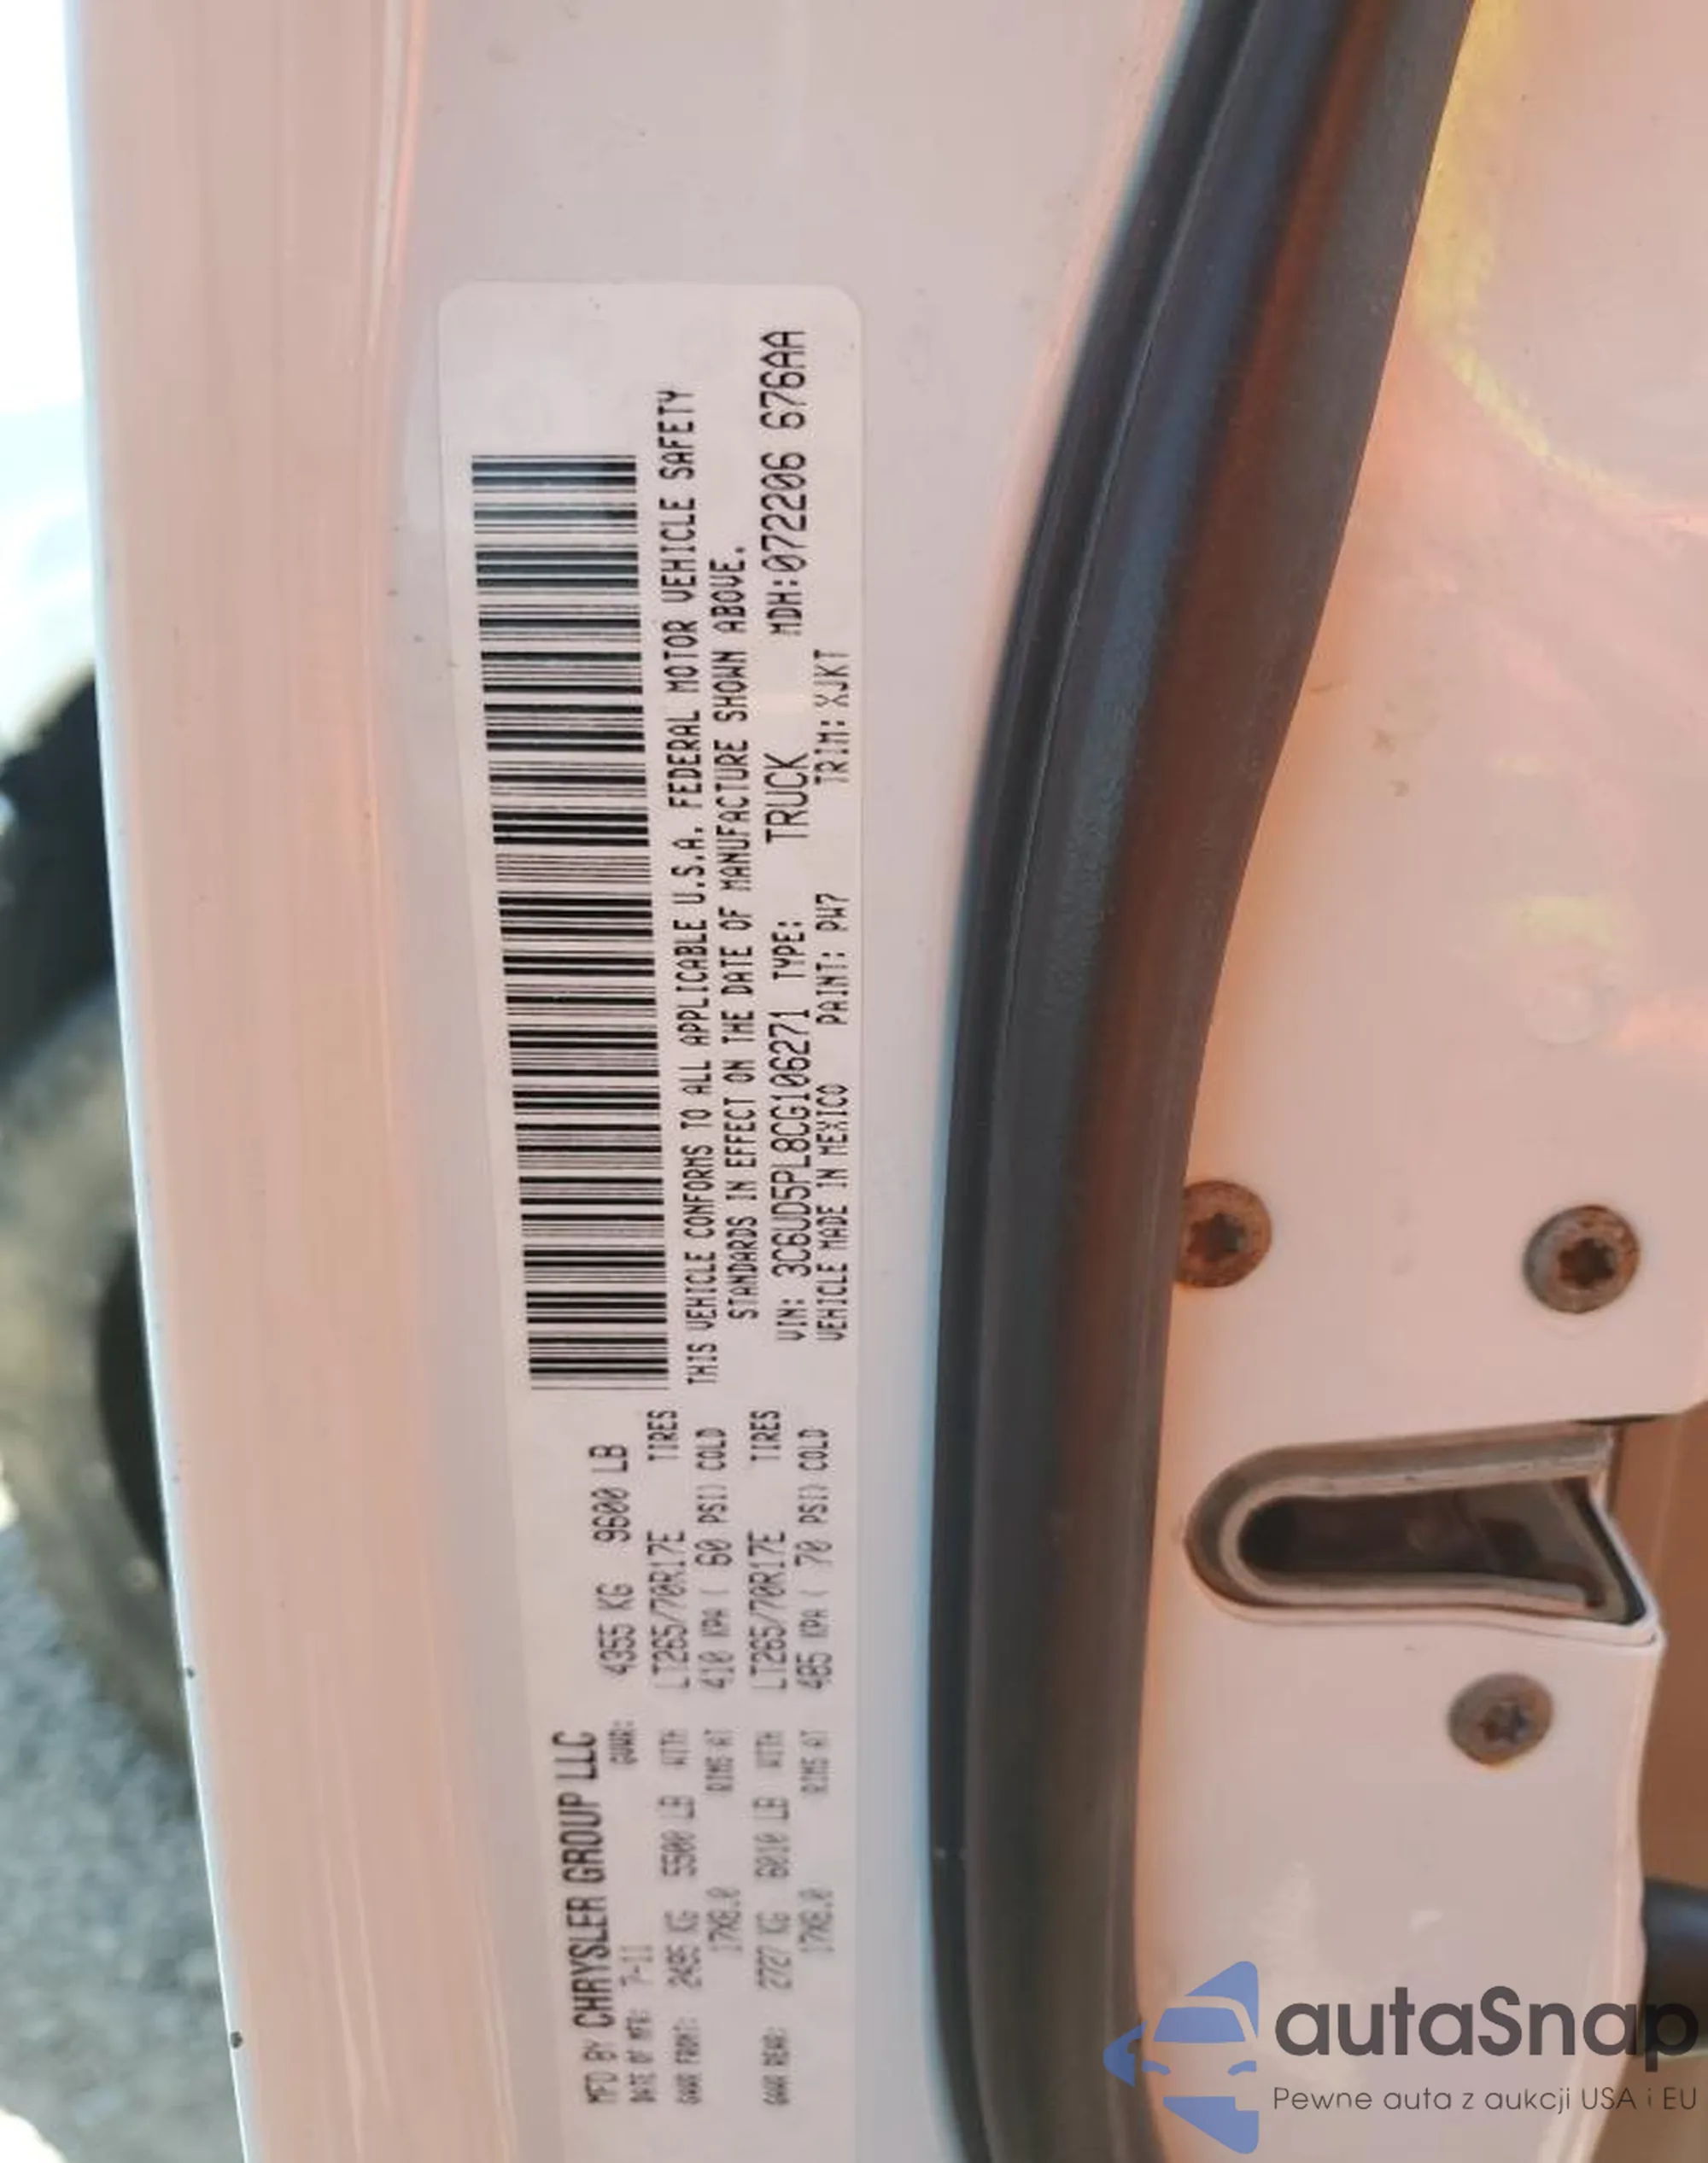 MFD BY CHRYSLER GROUP LLC
DATE OF MFR: 7-11 GVWR: 4355 KG 9600 LB
GAWR FRONT: 2495 KG 5500 LB WITH LT265/70R17E TIRES
17X8.0 RIMS AT 410 KPA ( 60 PSI) COLD
GAWR REAR: 2727 KG 6010 LB WITH LT265/70R17E TIRES
17X8.0 RIMS AT 485 KPA ( 70 PSI) COLD
THIS VEHICLE CONFORMS TO ALL APPLICABLE U.S.A. FEDERAL MOTOR VEHICLE SAFETY
STANDARDS IN EFFECT ON THE DATE OF MANUFACTURE SHOWN ABOVE.
VIN: 3C6UD5PL8CG106271 TYPE: TRUCK MDH:072206 676AA
VEHICLE MADE IN MEXICO PAINT: PW7 TRIM: XJKT
autaSnap
Pewne auta z aukcji USA i EU